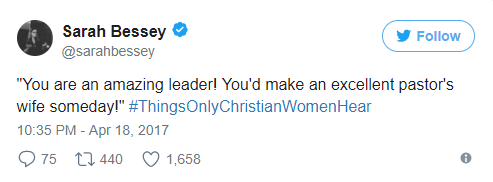 Sarah Bessey
@sarahbessey
Follow
"You are an amazing leader! You'd make an excellent pastor's
wife someday!" #ThingsOnlyChristianWomenHear
10:35 PM - Apr 18, 2017
75 440 1,658